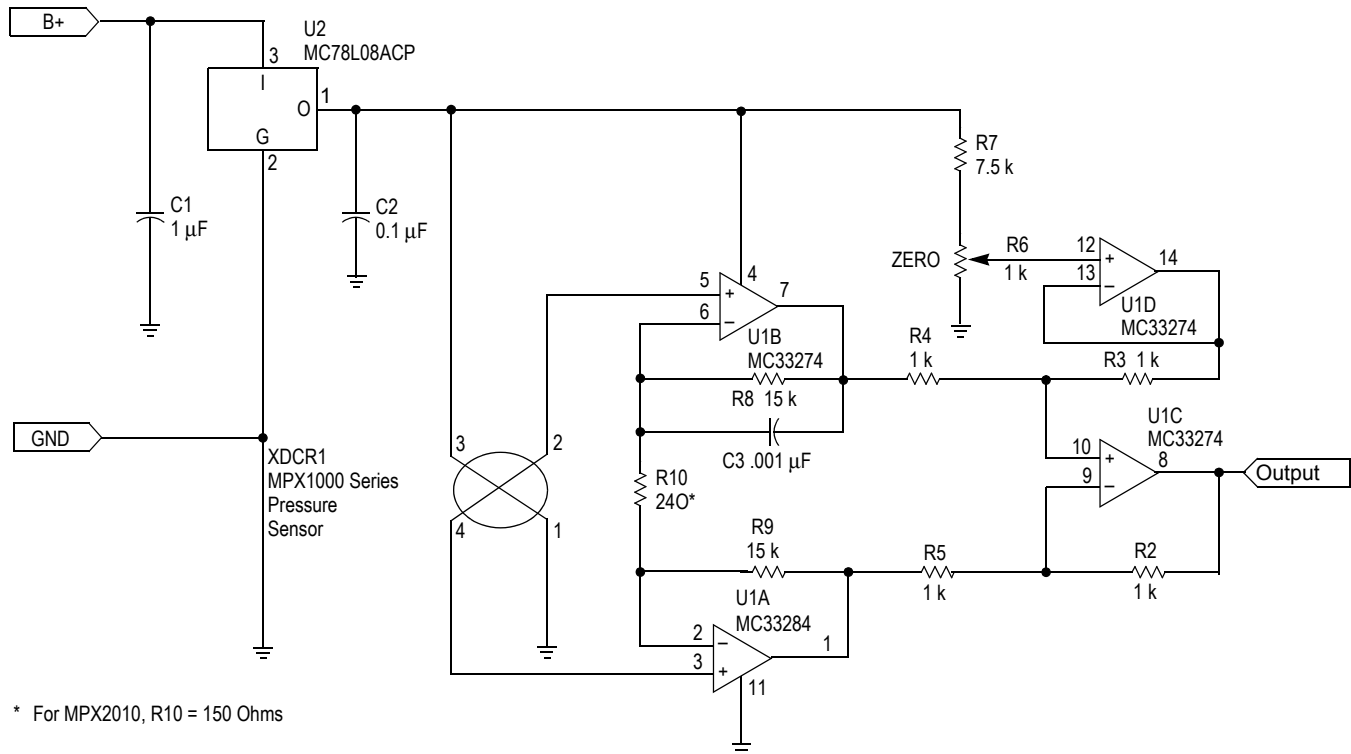 B+
U2
MC78L08ACP
3
I
O
1
G
2
C1
1 μF
C2
0.1 μF
R7
7.5 k
ZERO
R6
1 k
12
+
13
−
14
U1D
MC33274
5
+
6
−
4
7
U1B
MC33274
R8 15 k
C3 .001 μF
R4
1 k
R3 1 k
U1C
MC33274
10
+
9
−
8
Output
GND
XDCR1
MPX1000 Series
Pressure
Sensor
3
2
4
1
R10
24O*
R9
15 k
R5
1 k
R2
1 k
U1A
MC33284
2
−
3
+
1
11
* For MPX2010, R10 = 150 Ohms